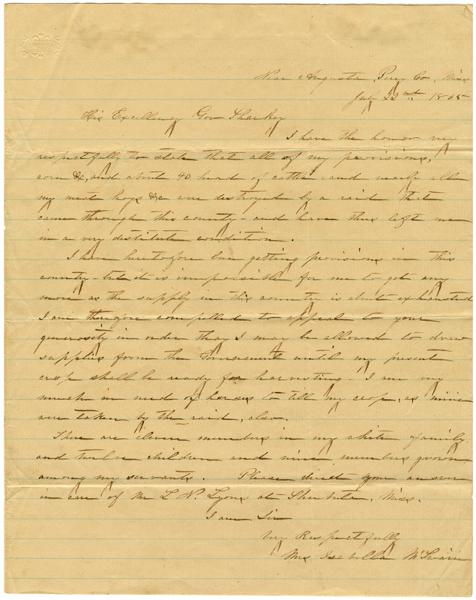 Near Augusta, Perry Co, Miss
July 22nd 1865
His Excellency Gov Sharkey
I have the honor very
respectfully to state that all of my provisions,
corn &c, and about 40 head of cattle and nearly all
my meat hogs &c were destroyed by a raid that
came through this county - and have thus left me
in a very destitute condition.
I have heretofore been getting provisions in this
county - but it is impossible for me to get any
more as the supply in this country is about exhausted
I am therefore compelled to appeal to your
generosity in order that I may be allowed to draw
supplies from the Government until my present
crop shall be ready for harvesting. I am very
much in need of horses to till my crop, as mine
were taken by the raid, also.
There are eleven members in my white family
and twelve children and nine members grown
among my servants. Please direct your answer
in care of Mr L. N. Lyons at Shubuta, Miss.
I am Sir
Very Respectfully
Mrs Isabella